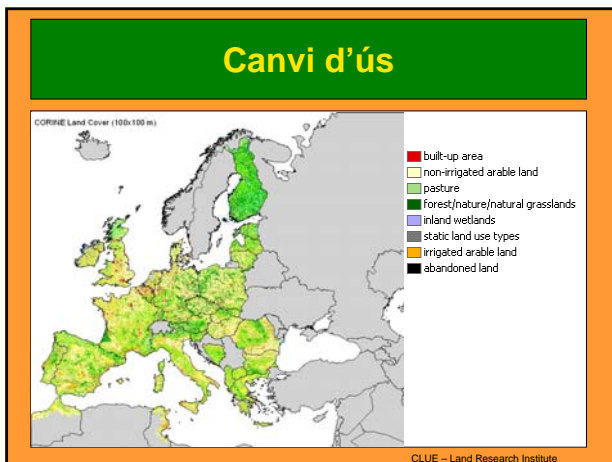 Canvi d'ús
CORINE Land Cover (100x100 m)
built-up area
non-irrigated arable land
pasture
forest/nature/natural grasslands
inland wetlands
static land use types
irrigated arable land
abandoned land
CLUE – Land Research Institute